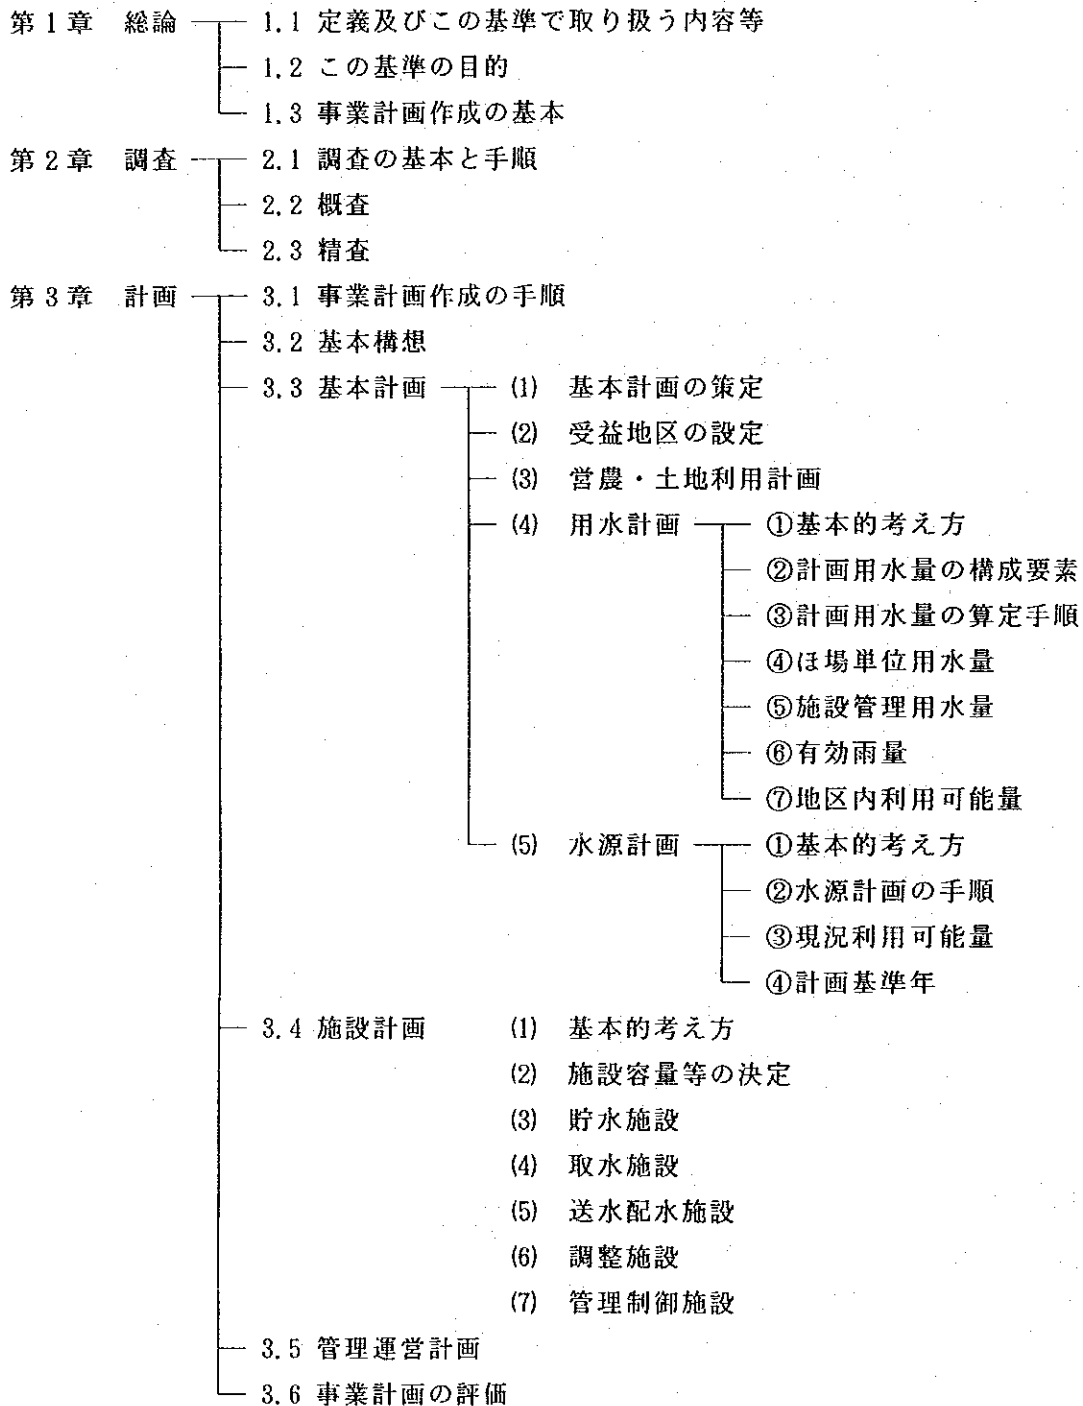 第1章 総論 1.1 定義及びこの基準で取り扱う内容等
1.2 この基準の目的
1.3 事業計画作成の基本
第2章 調査 2.1 調査の基本と手順
2.2 概査
2.3 精査
第3章 計画 3.1 事業計画作成の手順
3.2 基本構想
3.3 基本計画 (1) 基本計画の策定
(2) 受益地区の設定
(3) 営農・土地利用計画
(4) 用水計画 ①基本的考え方
②計画用水量の構成要素
③計画用水量の算定手順
④ほ場単位用水量
⑤施設管理用水量
⑥有効雨量
⑦地区内利用可能量
(5) 水源計画 ①基本的考え方
②水源計画の手順
③現況利用可能量
④計画基準年
3.4 施設計画 (1) 基本的考え方
(2) 施設容量等の決定
(3) 貯水施設
(4) 取水施設
(5) 送水配水施設
(6) 調整施設
(7) 管理制御施設
3.5 管理運営計画
3.6 事業計画の評価